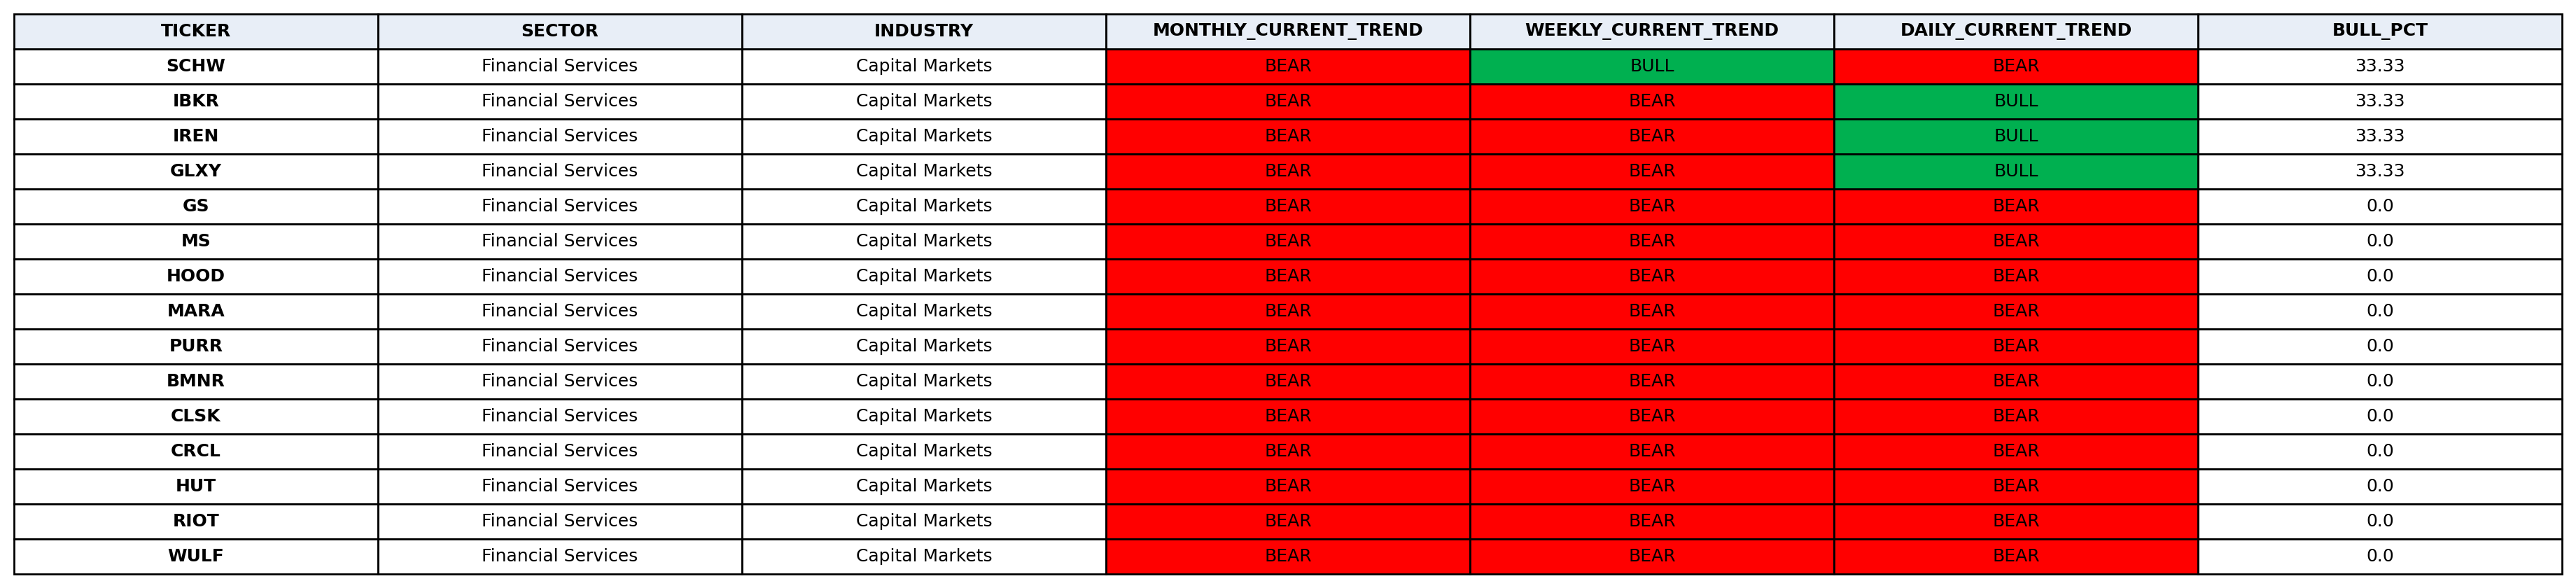 TICKER SECTOR INDUSTRY MONTHLY_CURRENT_TREND WEEKLY_CURRENT_TREND DAILY_CURRENT_TREND BULL_PCT
SCHW Financial Services Capital Markets BEAR BULL BEAR 33.33
IBKR Financial Services Capital Markets BEAR BEAR BULL 33.33
IREN Financial Services Capital Markets BEAR BEAR BULL 33.33
GLXY Financial Services Capital Markets BEAR BEAR BULL 33.33
GS Financial Services Capital Markets BEAR BEAR BEAR 0.0
MS Financial Services Capital Markets BEAR BEAR BEAR 0.0
HOOD Financial Services Capital Markets BEAR BEAR BEAR 0.0
MARA Financial Services Capital Markets BEAR BEAR BEAR 0.0
PURR Financial Services Capital Markets BEAR BEAR BEAR 0.0
BMNR Financial Services Capital Markets BEAR BEAR BEAR 0.0
CLSK Financial Services Capital Markets BEAR BEAR BEAR 0.0
CRCL Financial Services Capital Markets BEAR BEAR BEAR 0.0
HUT Financial Services Capital Markets BEAR BEAR BEAR 0.0
RIOT Financial Services Capital Markets BEAR BEAR BEAR 0.0
WULF Financial Services Capital Markets BEAR BEAR BEAR 0.0